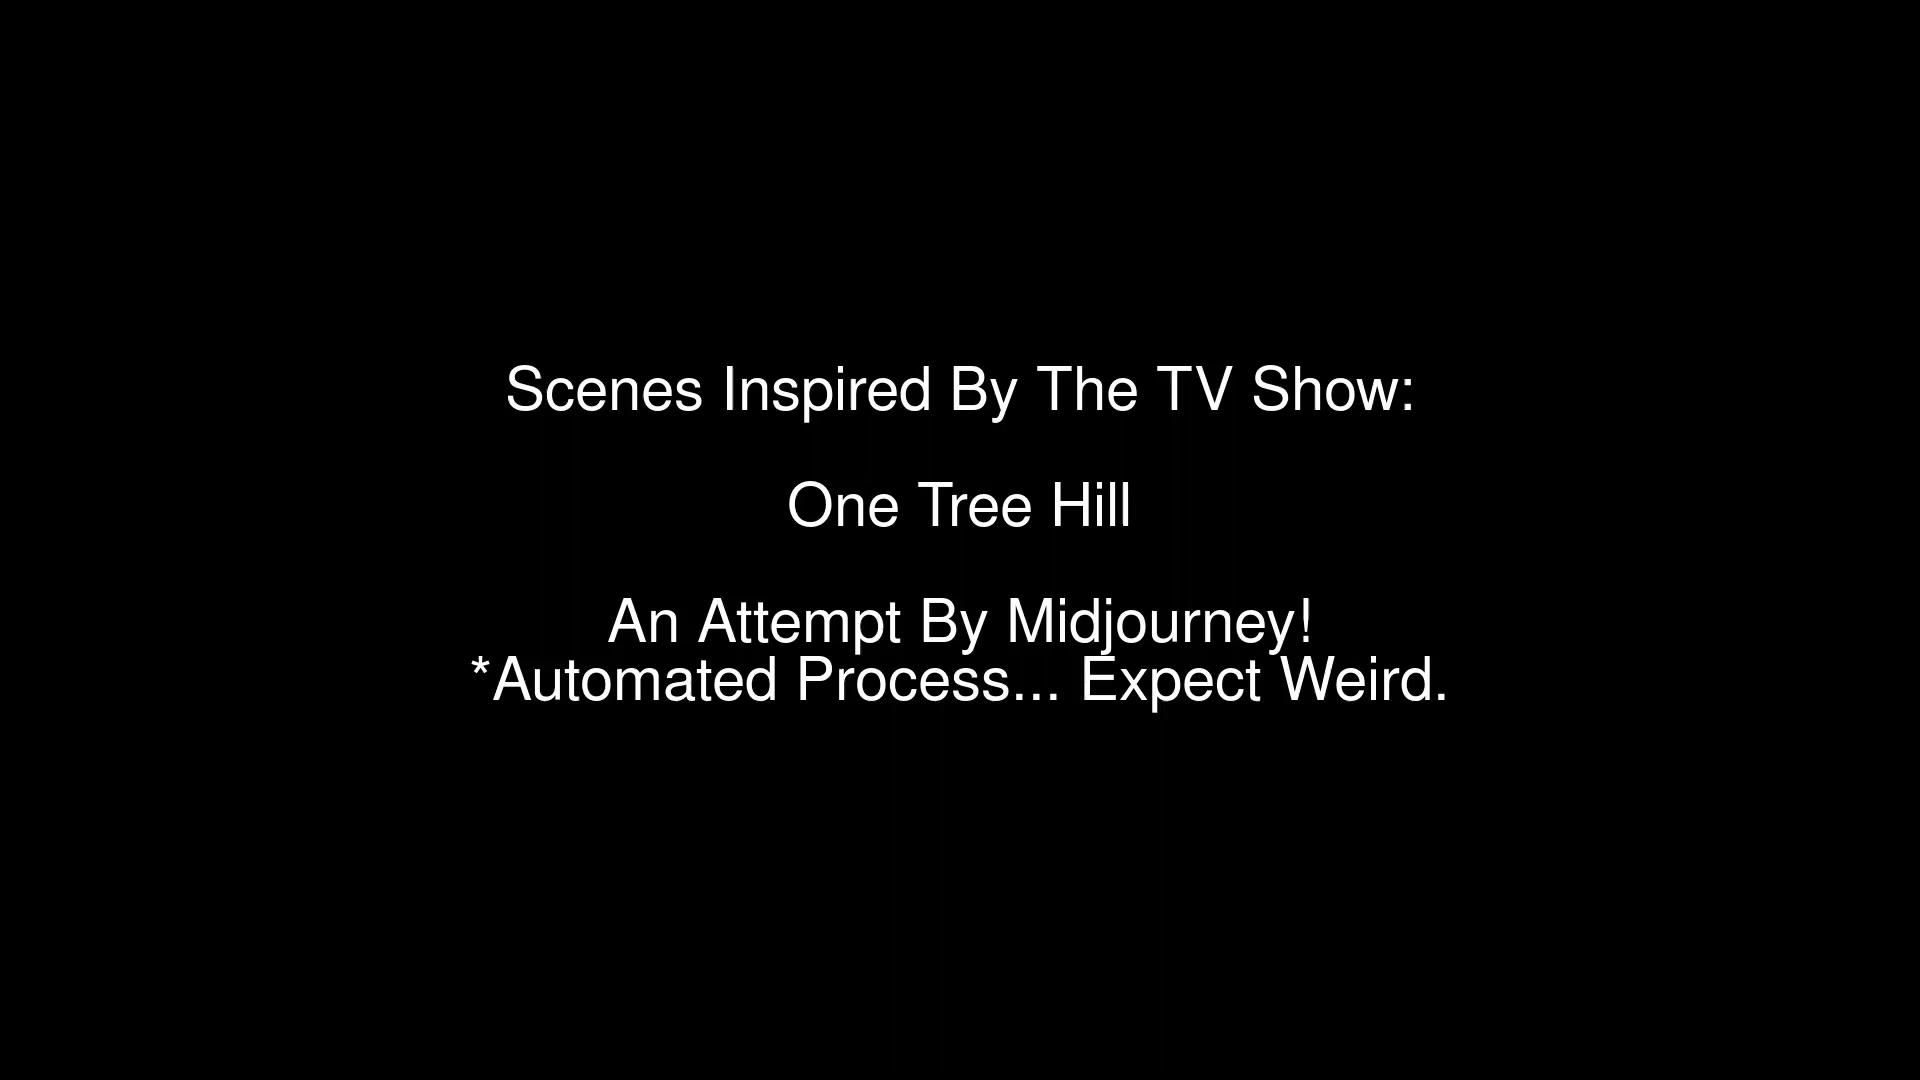 Scenes Inspired By The TV Show:
One Tree Hill
An Attempt By Midjourney!
*Automated Process... Expect Weird.